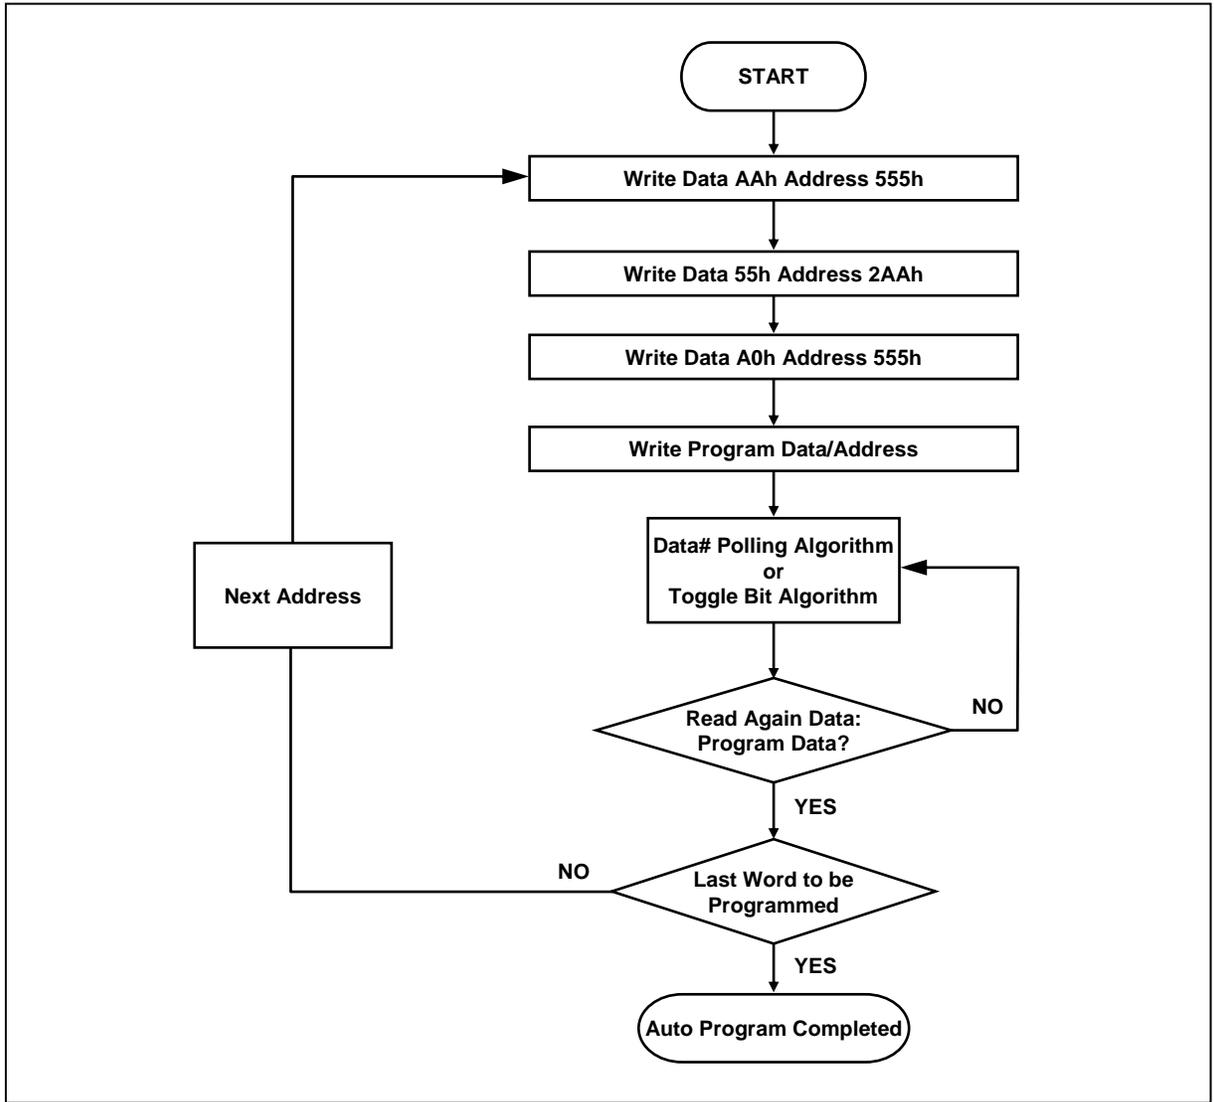 START
Write Data AAh Address 555h
Write Data 55h Address 2AAh
Write Data A0h Address 555h
Write Program Data/Address
Data# Polling Algorithm
or
Toggle Bit Algorithm
Next Address
Read Again Data:
Program Data?
NO
YES
Last Word to be
Programmed
NO
YES
Auto Program Completed